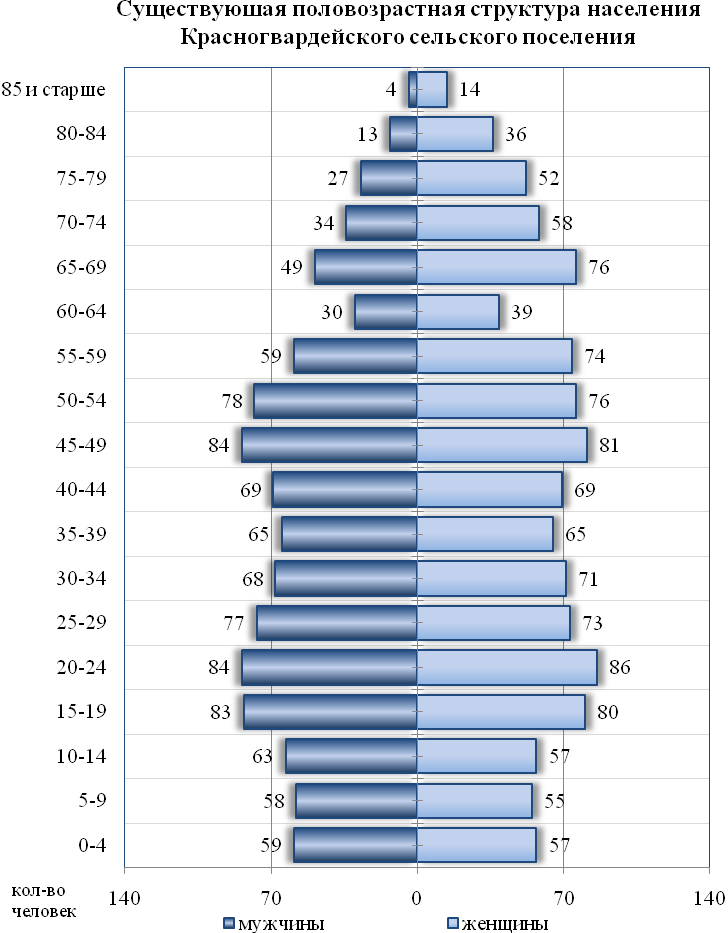 Существуюшая половозрастная структура населения
Красногвардейского сельского поселения
85 и старше 4 14
80-84 13 36
75-79 27 52
70-74 34 58
65-69 49 76
60-64 30 39
55-59 59 74
50-54 78 76
45-49 84 81
40-44 69 69
35-39 65 65
30-34 68 71
25-29 77 73
20-24 84 86
15-19 83 80
10-14 63 57
5-9 58 55
0-4 59 57
кол-во
человек
140 70 0 70 140
мужчины женщины